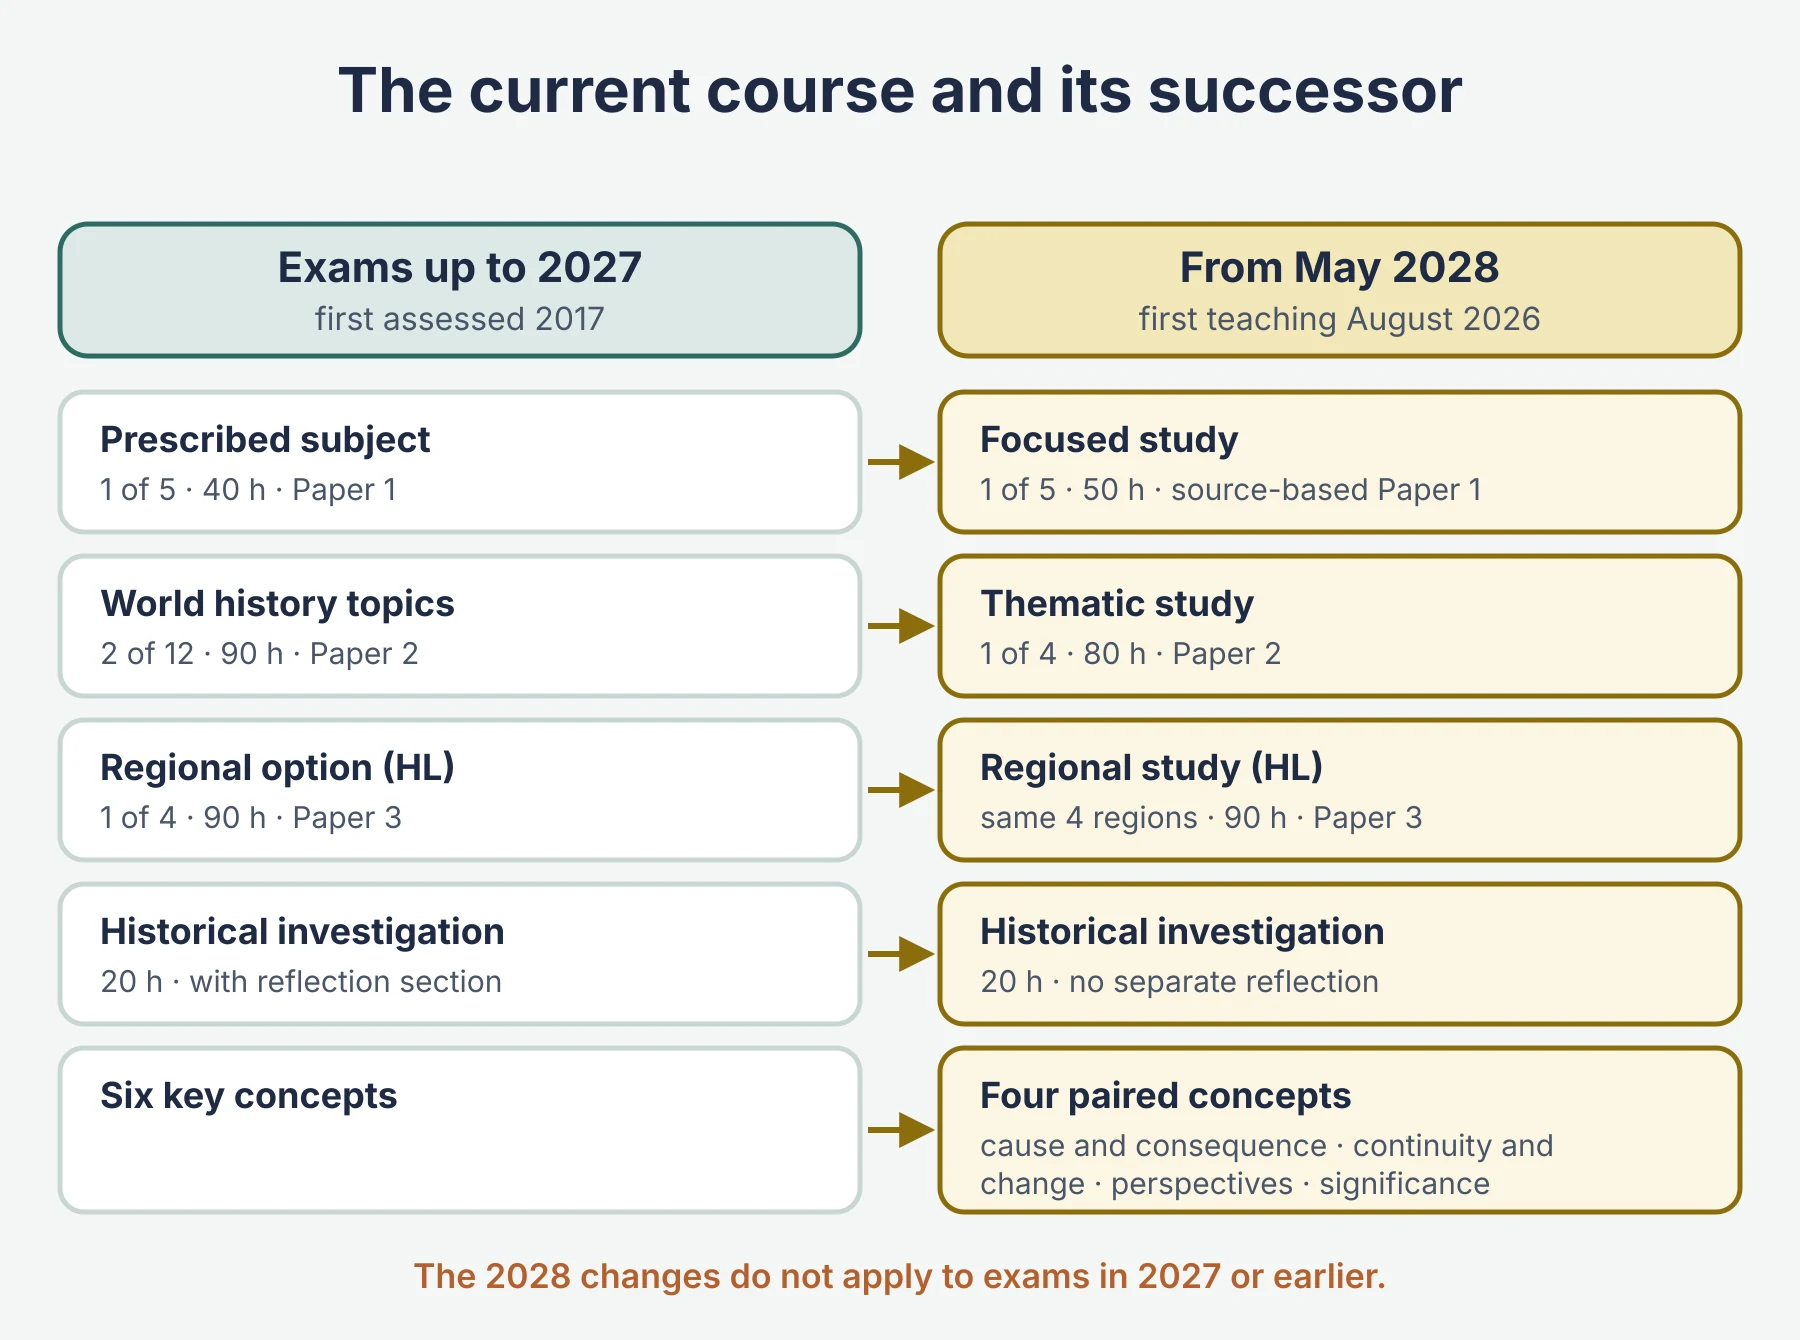 The current course and its successor
Exams up to 2027
first assessed 2017
From May 2028
first teaching August 2026
Prescribed subject
1 of 5 · 40 h · Paper 1
Focused study
1 of 5 · 50 h · source-based Paper 1
World history topics
2 of 12 · 90 h · Paper 2
Thematic study
1 of 4 · 80 h · Paper 2
Regional option (HL)
1 of 4 · 90 h · Paper 3
Regional study (HL)
same 4 regions · 90 h · Paper 3
Historical investigation
20 h · with reflection section
Historical investigation
20 h · no separate reflection
Six key concepts
Four paired concepts
cause and consequence · continuity and
change · perspectives · significance
The 2028 changes do not apply to exams in 2027 or earlier.